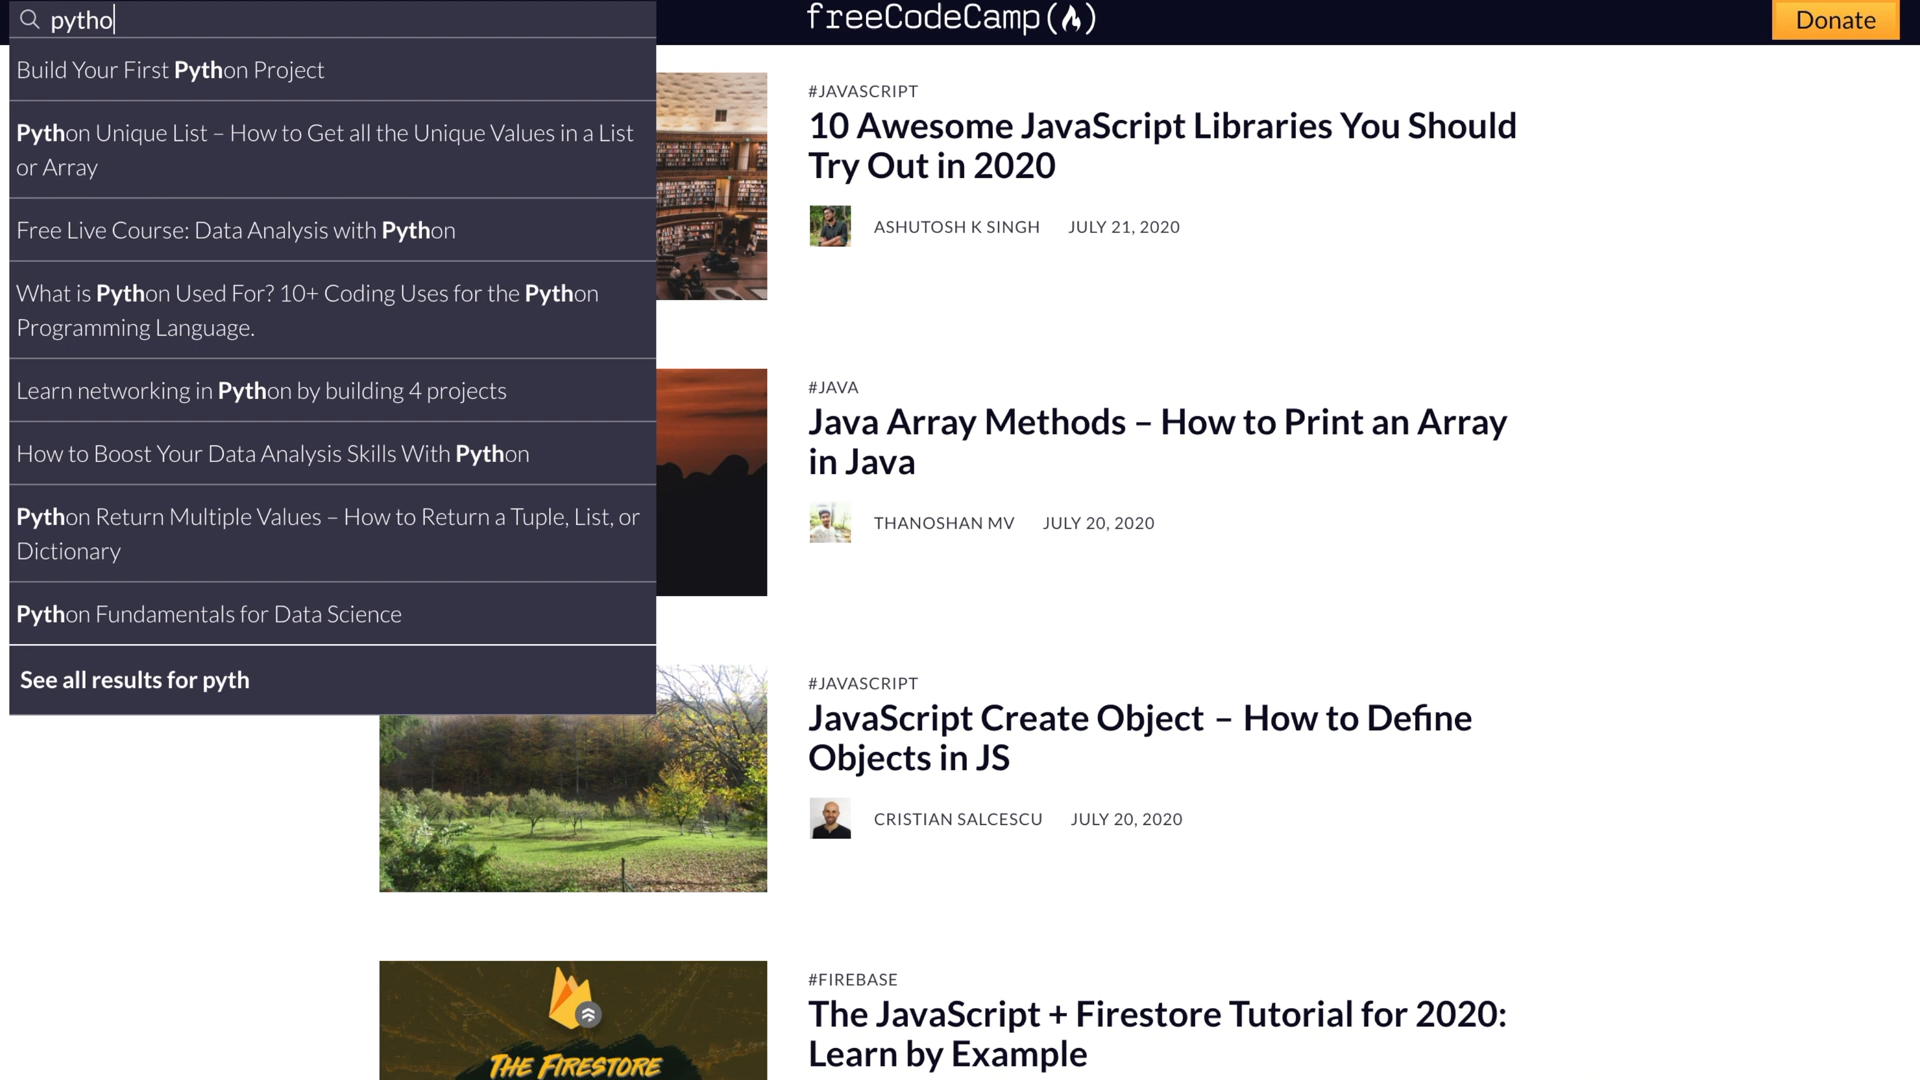 pytho
freeCodeCamp(🔥)
Donate
Build Your First Python Project
Python Unique List – How to Get all the Unique Values in a List
or Array
Free Live Course: Data Analysis with Python
What is Python Used For? 10+ Coding Uses for the Python
Programming Language.
Learn networking in Python by building 4 projects
How to Boost Your Data Analysis Skills With Python
Python Return Multiple Values – How to Return a Tuple, List, or
Dictionary
Python Fundamentals for Data Science
See all results for pyth
#JAVASCRIPT
10 Awesome JavaScript Libraries You Should
Try Out in 2020
ASHUTOSH K SINGH JULY 21, 2020
#JAVA
Java Array Methods – How to Print an Array
in Java
THANOSHAN MV JULY 20, 2020
#JAVASCRIPT
JavaScript Create Object – How to Define
Objects in JS
CRISTIAN SALCESCU JULY 20, 2020
THE FIRESTORE
#FIREBASE
The JavaScript + Firestore Tutorial for 2020:
Learn by Example